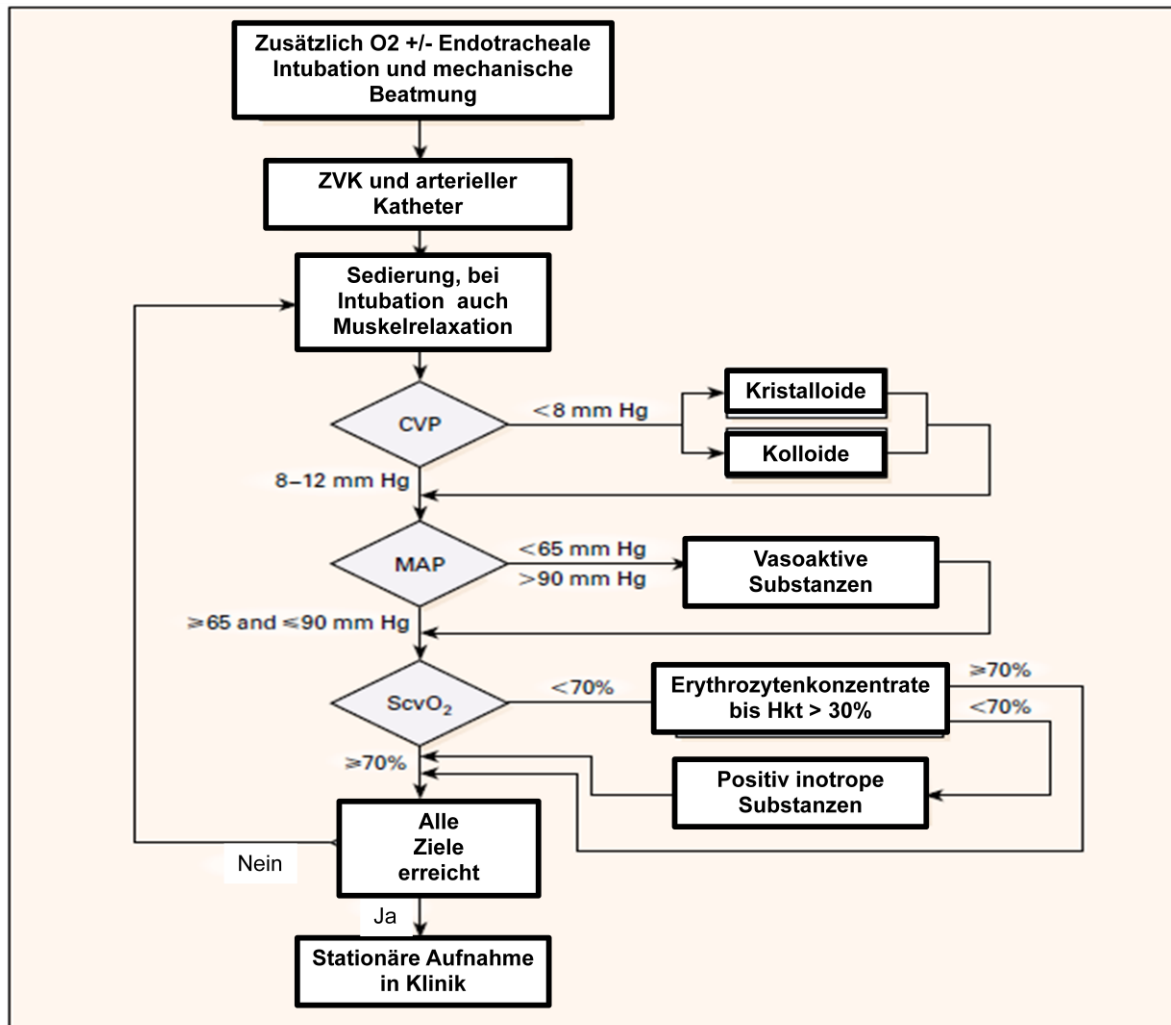 Zusätzlich O2 +/- Endotracheale
Intubation und mechanische
Beatmung
ZVK und arterieller
Katheter
Sedierung, bei
Intubation auch
Muskelrelaxation
CVP
<8 mm Hg
Kristalloide
Kolloide
8–12 mm Hg
MAP
<65 mm Hg
>90 mm Hg
Vasoaktive
Substanzen
≥65 and ≤90 mm Hg
ScvO₂
<70%
Erythrozytenkonzentrate
bis Hkt > 30%
≥70%
<70%
≥70%
Positiv inotrope
Substanzen
Alle
Ziele
erreicht
Nein
Ja
Stationäre Aufnahme
in Klinik